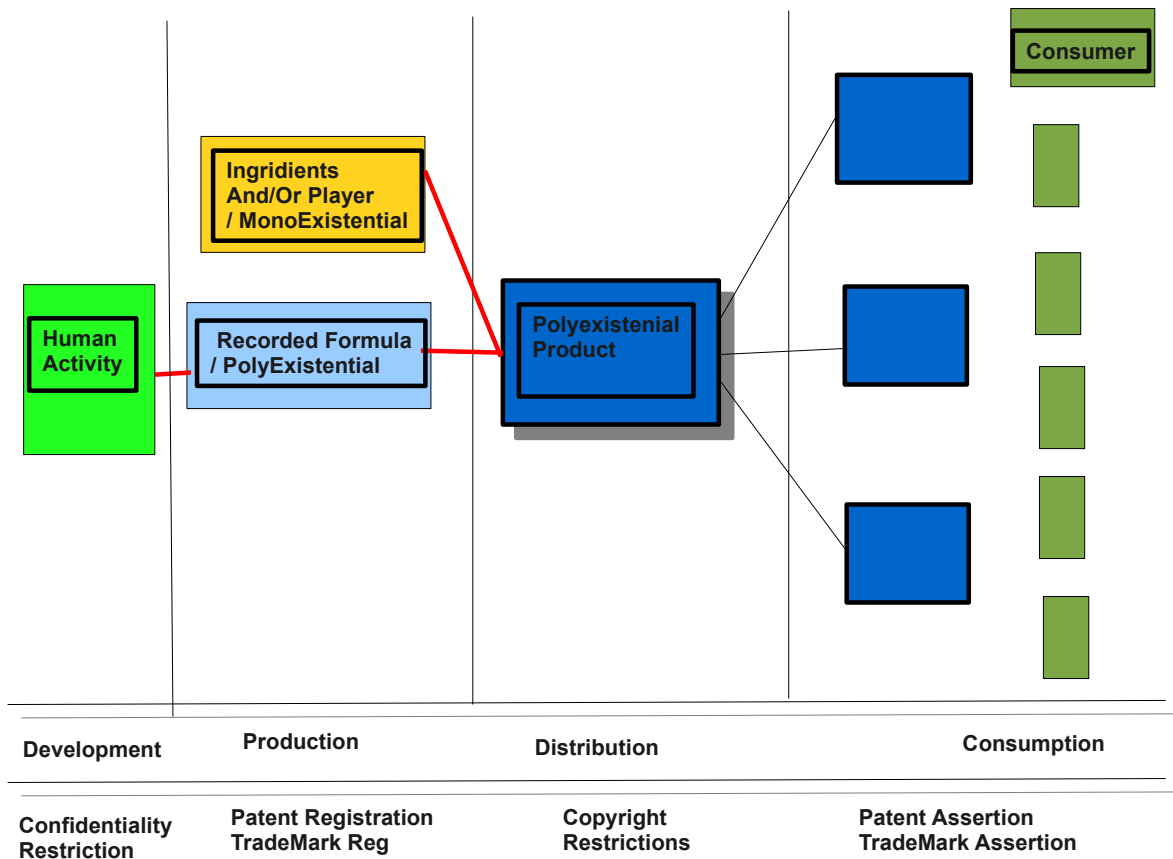 Consumer
Ingridients
And/Or Player
/ MonoExistential
Human
Activity
Recorded Formula
/ PolyExistential
Polyexistenial
Product
Development
Production
Distribution
Consumption
Confidentiality
Restriction
Patent Registration
TradeMark Reg
Copyright
Restrictions
Patent Assertion
TradeMark Assertion